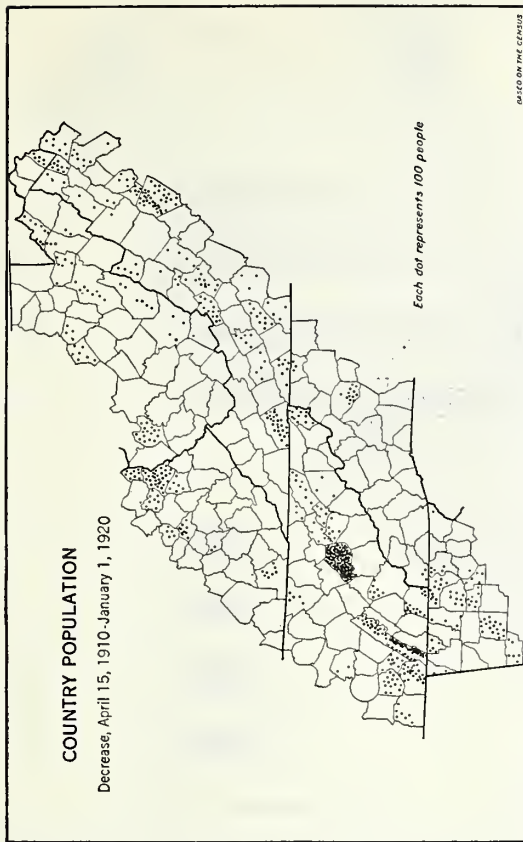 COUNTRY POPULATION
Decrease, April 15, 1910-January 1, 1920
Each dot represents 100 people
BASED ON THE CENSUS